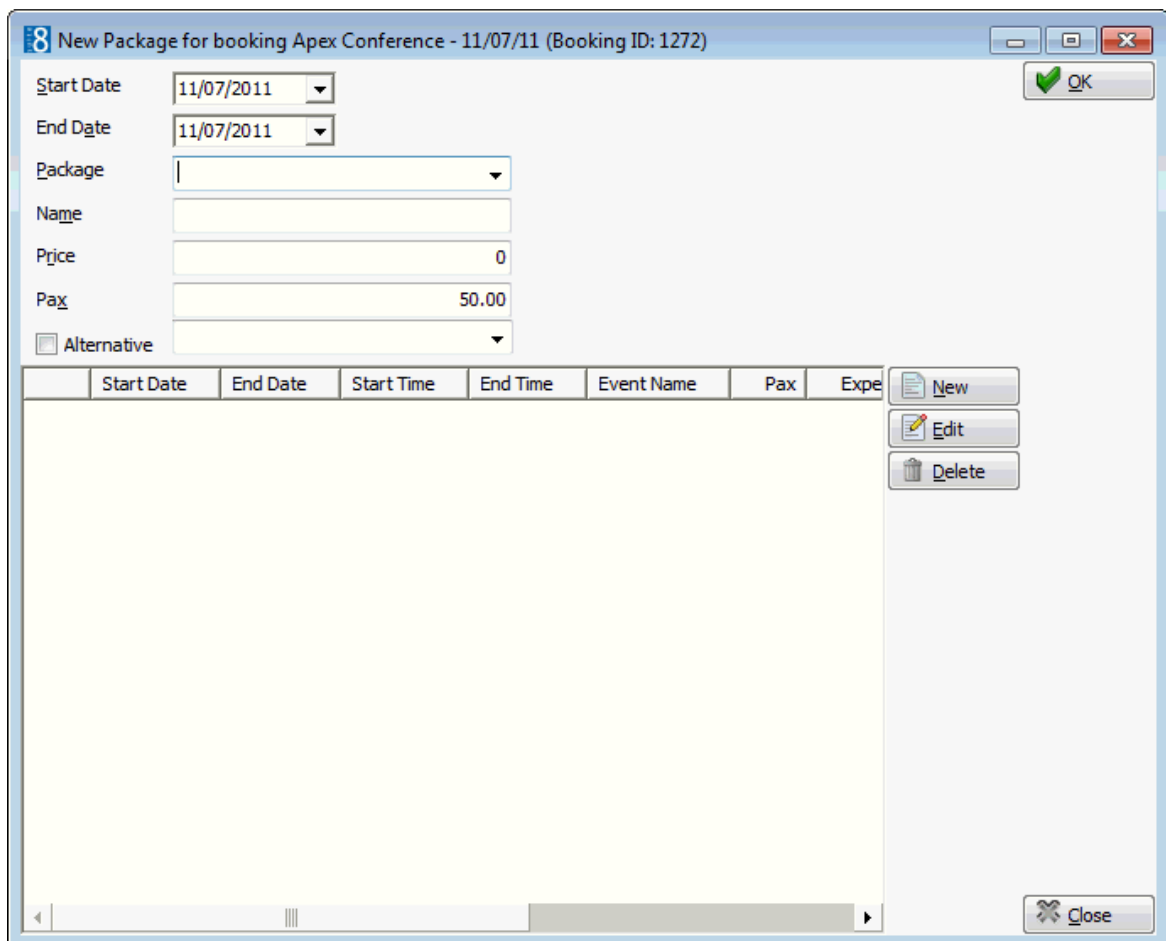 8 New Package for booking Apex Conference - 11/07/11 (Booking ID: 1272)
Start Date 11/07/2011 OK
End Date 11/07/2011
Package
Name
Price 0
Pax 50.00
Alternative
Start Date End Date Start Time End Time Event Name Pax Expe New
Edit
Delete
Close